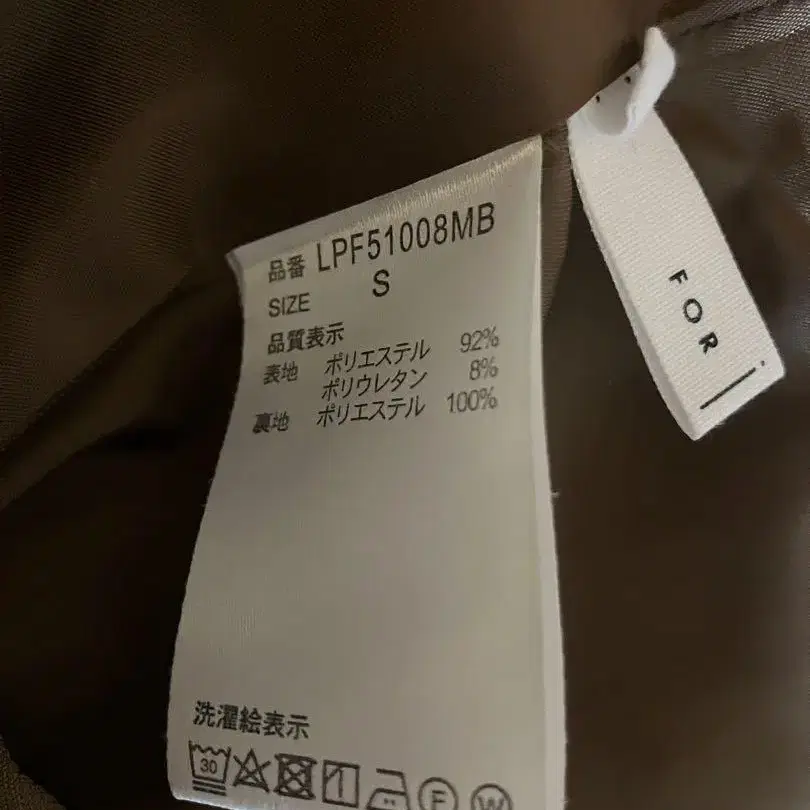 品番 LPF51008MB
SIZE S
品質表示
表地 ポリエステル 92%
ポリウレタン 8%
裏地 ポリエステル 100%
洗濯絵表示
30
F
W
FOR